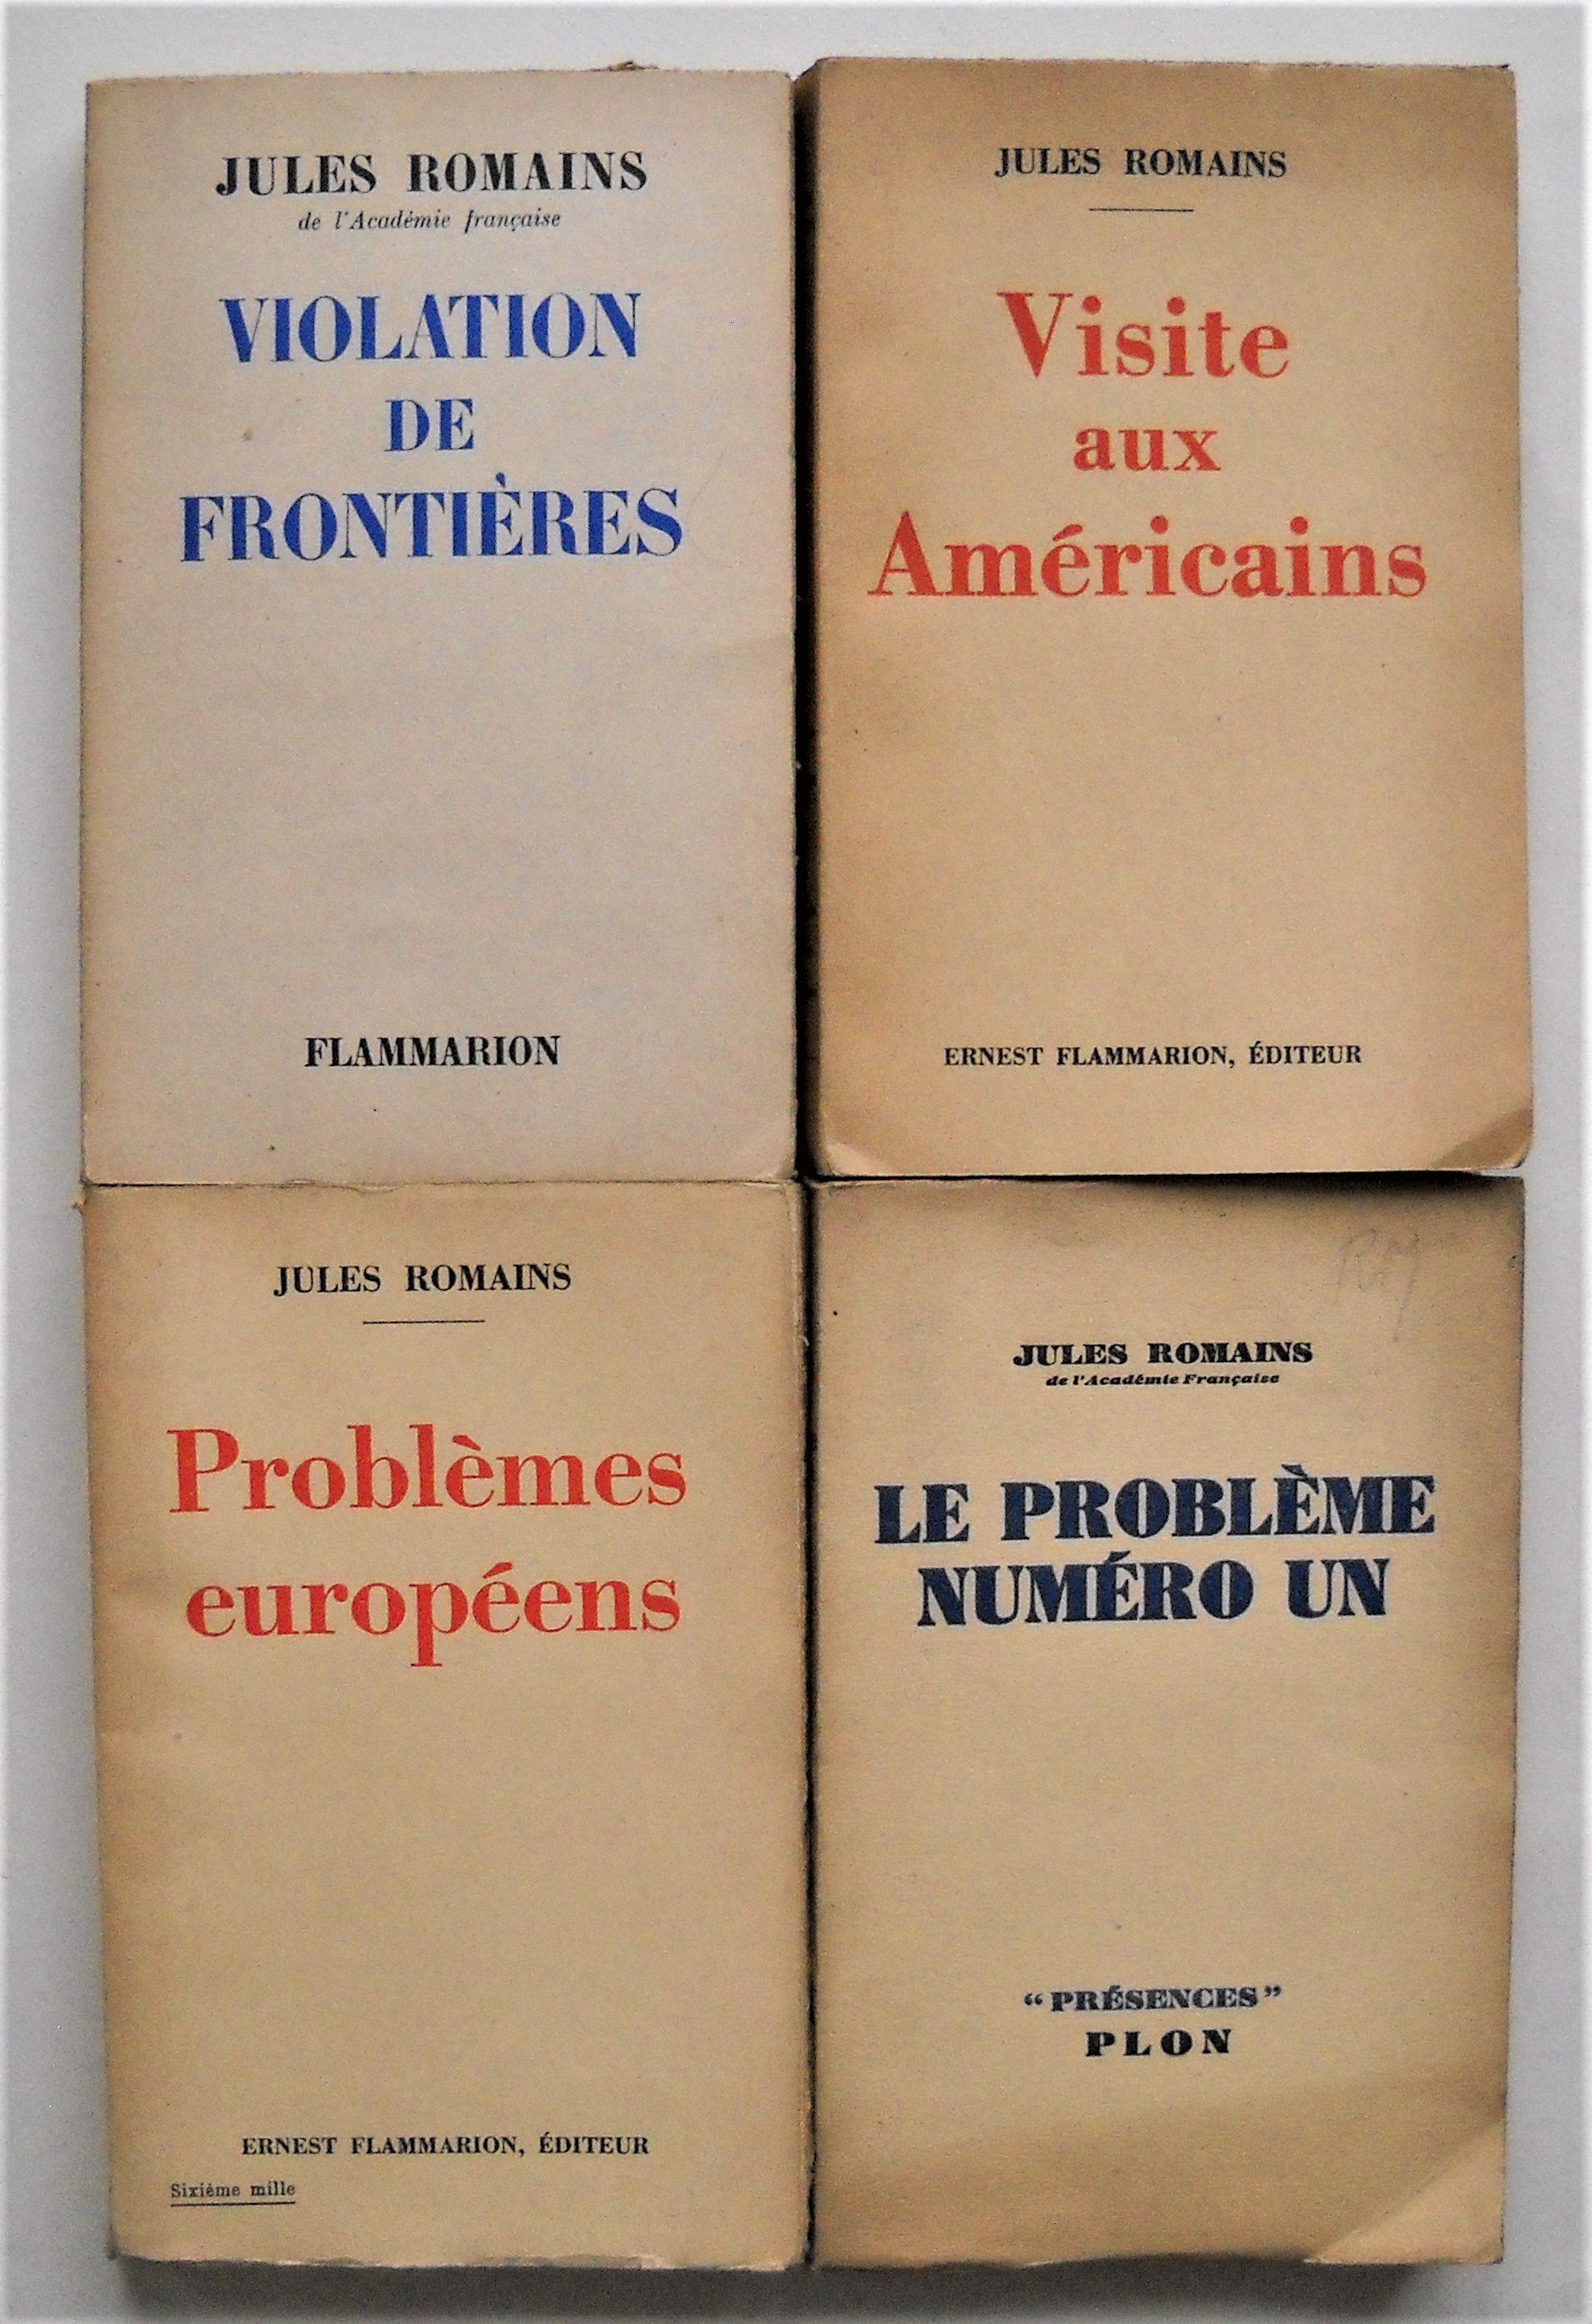 JULES ROMAINS
de l'Académie française
VIOLATION
DE
FRONTIÈRES
FLAMMARION
JULES ROMAINS
Visite
aux
Américains
ERNEST FLAMMARION, ÉDITEUR
JULES ROMAINS
Problèmes
européens
ERNEST FLAMMARION, ÉDITEUR
Sixième mille
JULES ROMAINS
de l'Académie Française
LE PROBLÈME
NUMÉRO UN
“PRÉSENCES”
PLON